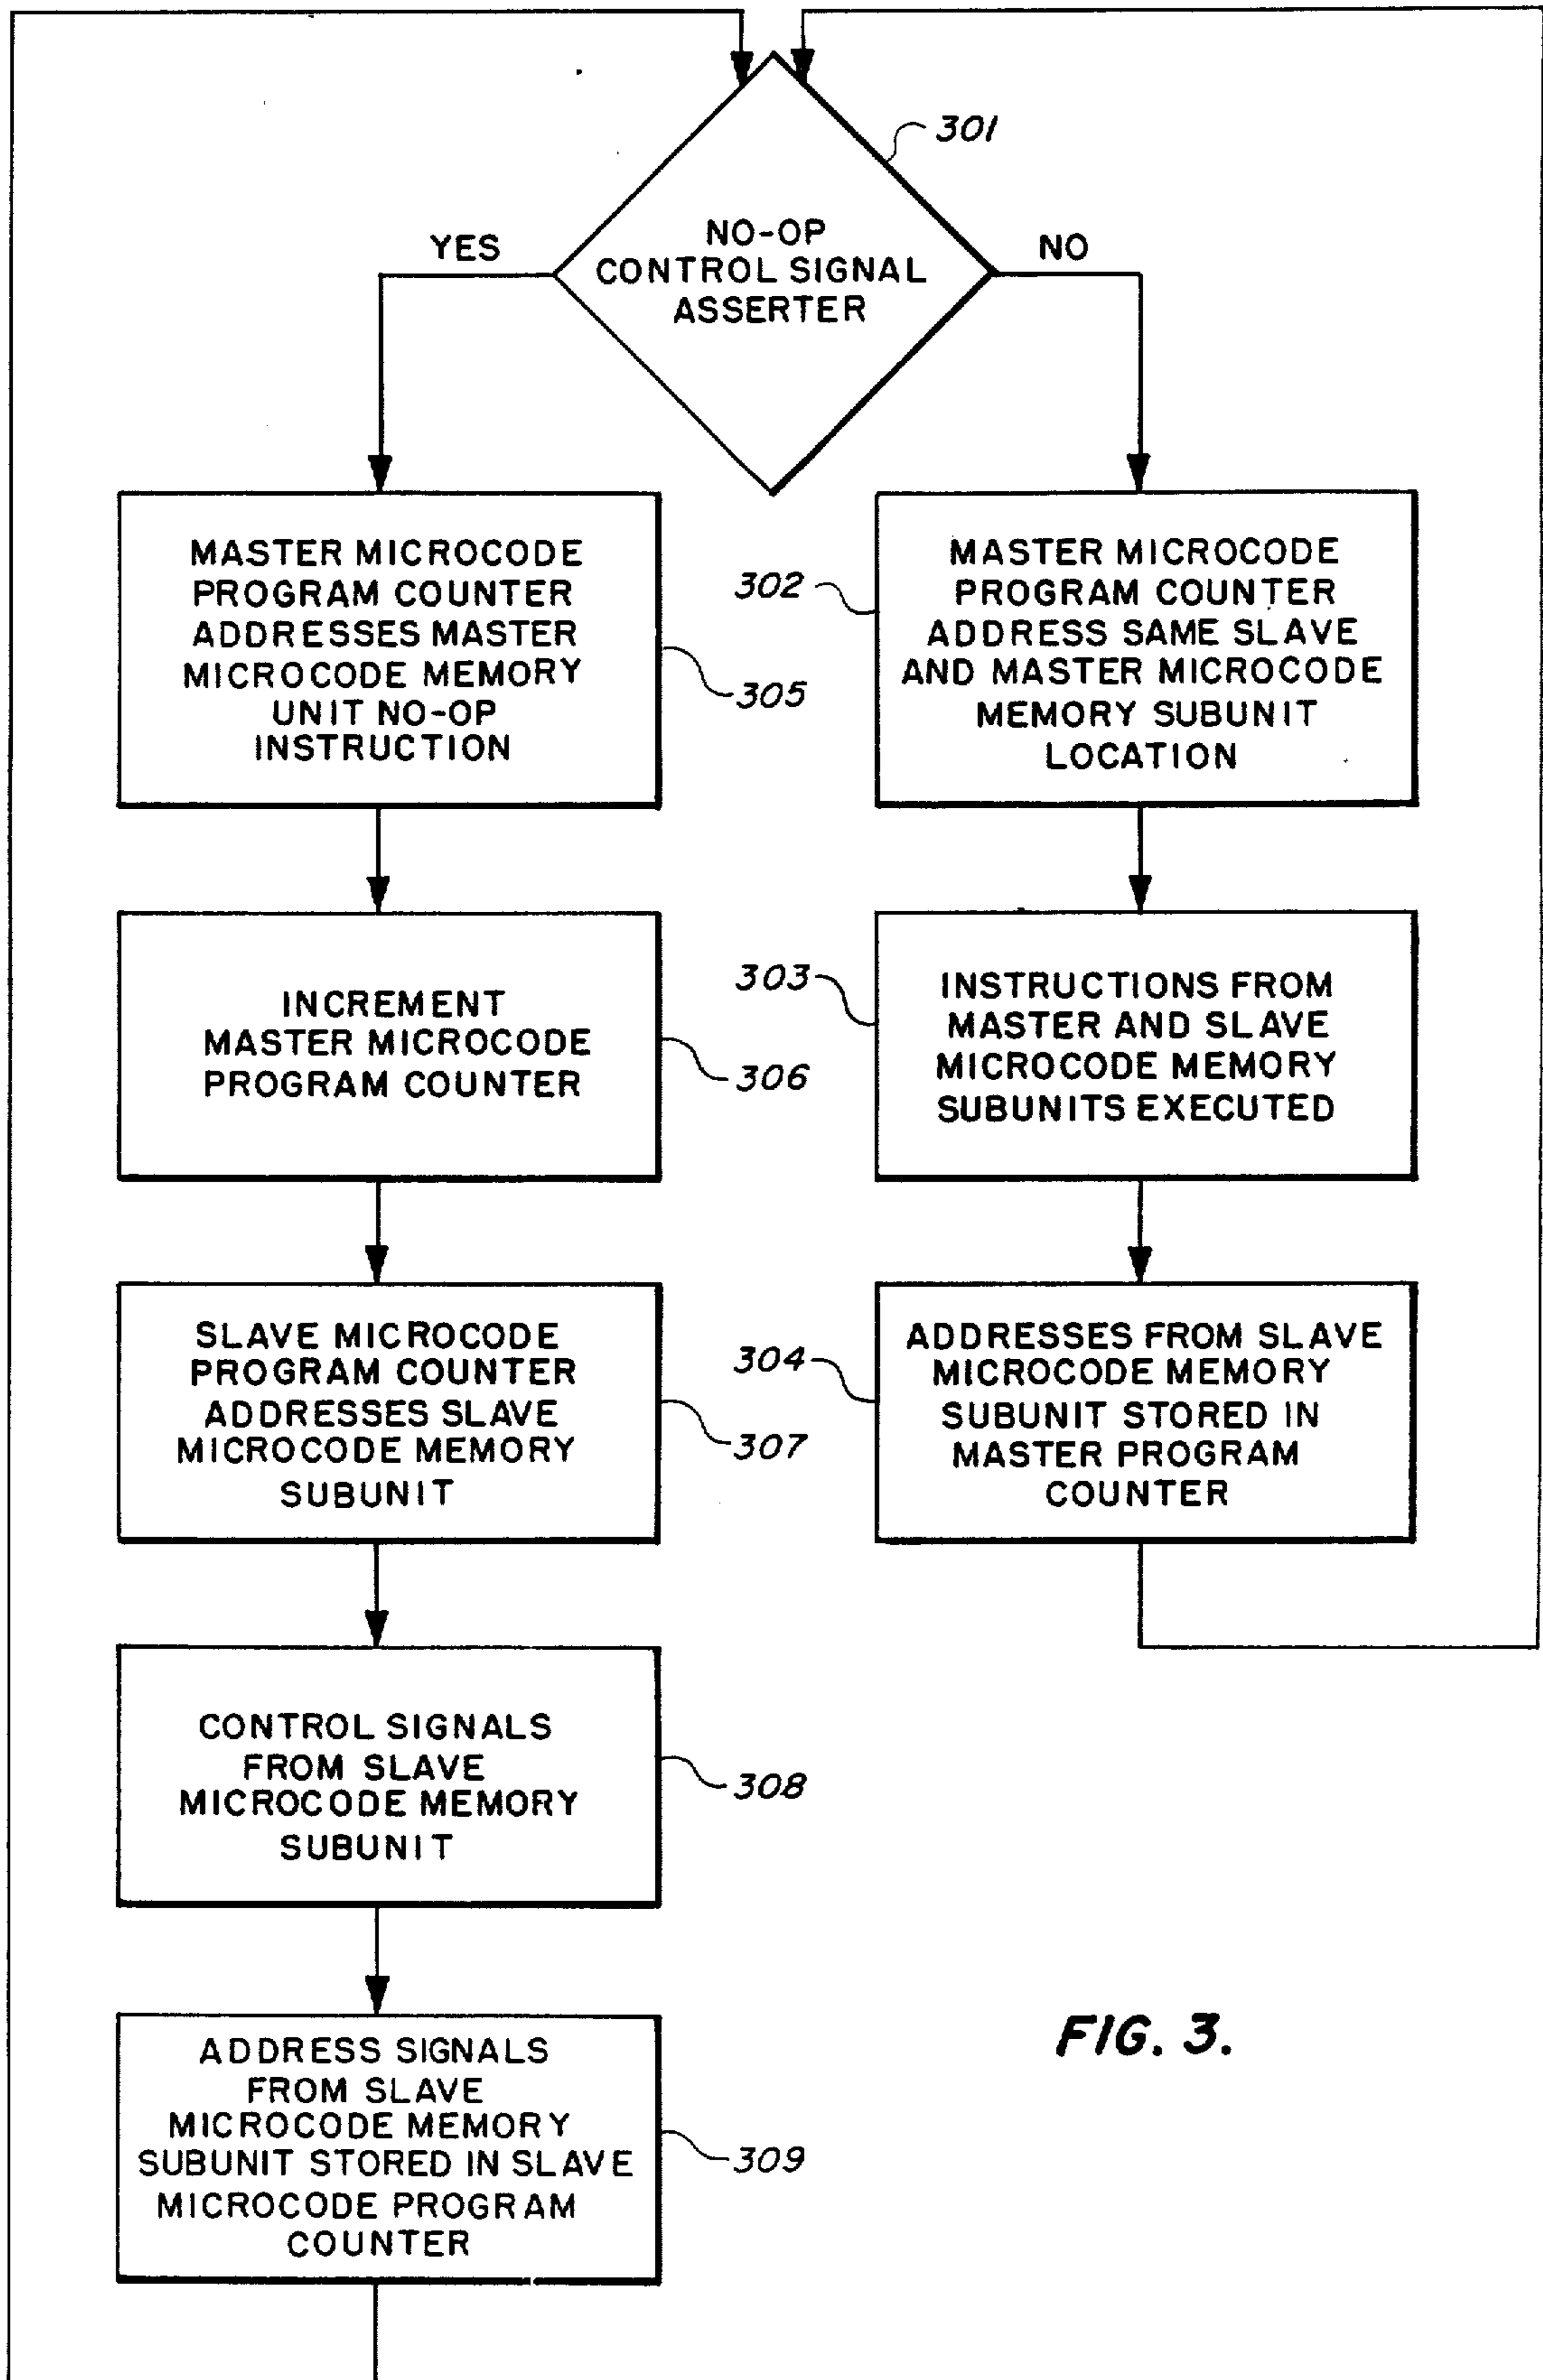 301
NO-OP
CONTROL SIGNAL
ASSERTER
YES
NO
MASTER MICROCODE
PROGRAM COUNTER
ADDRESSES MASTER
MICROCODE MEMORY
UNIT NO-OP
INSTRUCTION
305
302
MASTER MICROCODE
PROGRAM COUNTER
ADDRESS SAME SLAVE
AND MASTER MICROCODE
MEMORY SUBUNIT
LOCATION
INCREMENT
MASTER MICROCODE
PROGRAM COUNTER
306
303
INSTRUCTIONS FROM
MASTER AND SLAVE
MICROCODE MEMORY
SUBUNITS EXECUTED
SLAVE MICROCODE
PROGRAM COUNTER
ADDRESSES SLAVE
MICROCODE MEMORY
SUBUNIT
307
304
ADDRESSES FROM SLAVE
MICROCODE MEMORY
SUBUNIT STORED IN
MASTER PROGRAM
COUNTER
CONTROL SIGNALS
FROM SLAVE
MICROCODE MEMORY
SUBUNIT
308
ADDRESS SIGNALS
FROM SLAVE
MICROCODE MEMORY
SUBUNIT STORED IN SLAVE
MICROCODE PROGRAM
COUNTER
309
FIG. 3.